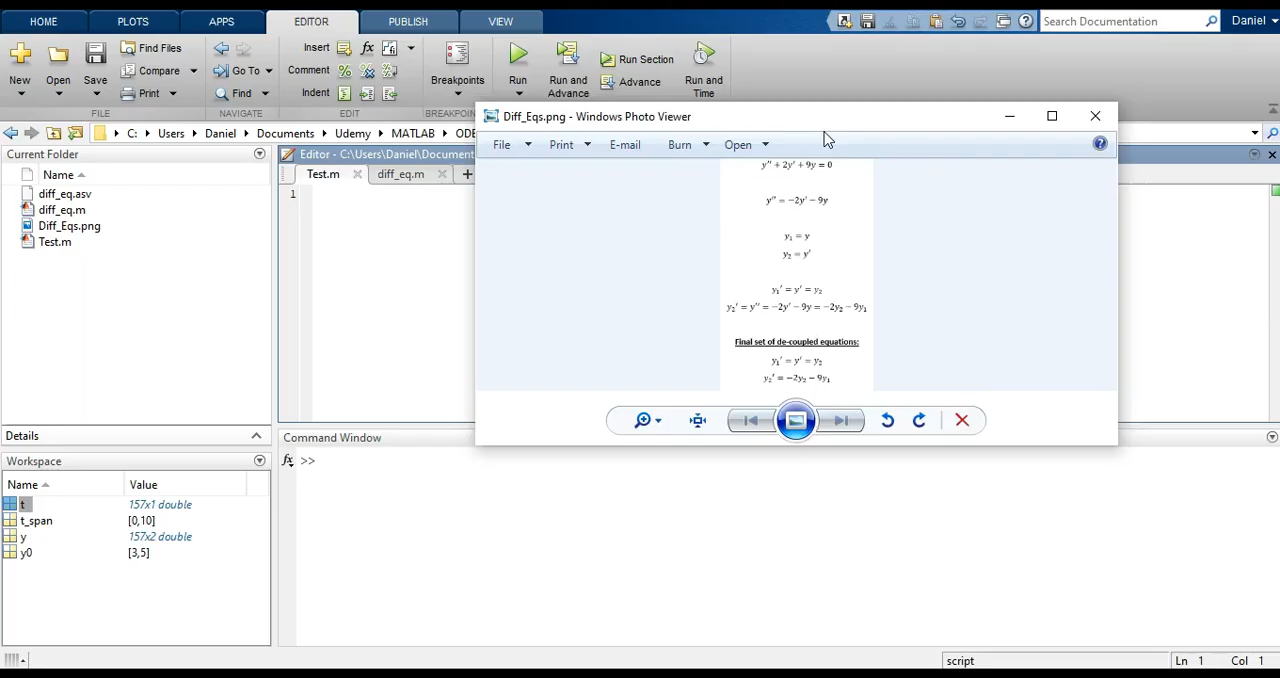 HOME PLOTS APPS EDITOR PUBLISH VIEW Search Documentation Daniel
New Open Save Find Files Compare Print
Insert fx Comment Indent
Go To Find
Breakpoints Run Run and Advance Run Section Advance Run and Time
FILE NAVIGATE EDIT BREAKPOIN
C: Users Daniel Documents Udemy MATLAB ODE
Current Folder
Name
diff_eq.asv
diff_eq.m
Diff_Eqs.png
Test.m
Details
Workspace
Name Value
t 157x1 double
t_span [0,10]
y 157x2 double
y0 [3,5]
Editor - C:\Users\Daniel\Document
Test.m diff_eq.m
1
Diff_Eqs.png - Windows Photo Viewer
File Print E-mail Burn Open
y'' + 2y' + 9y = 0
y'' = −2y' − 9y
y₁ = y
y₂ = y'
y₁' = y' = y₂
y₂' = y'' = −2y' − 9y = −2y₂ − 9y₁
Final set of de-coupled equations:
y₁' = y' = y₂
y₂' = −2y₂ − 9y₁
Command Window
fx >>
script Ln 1 Col 1